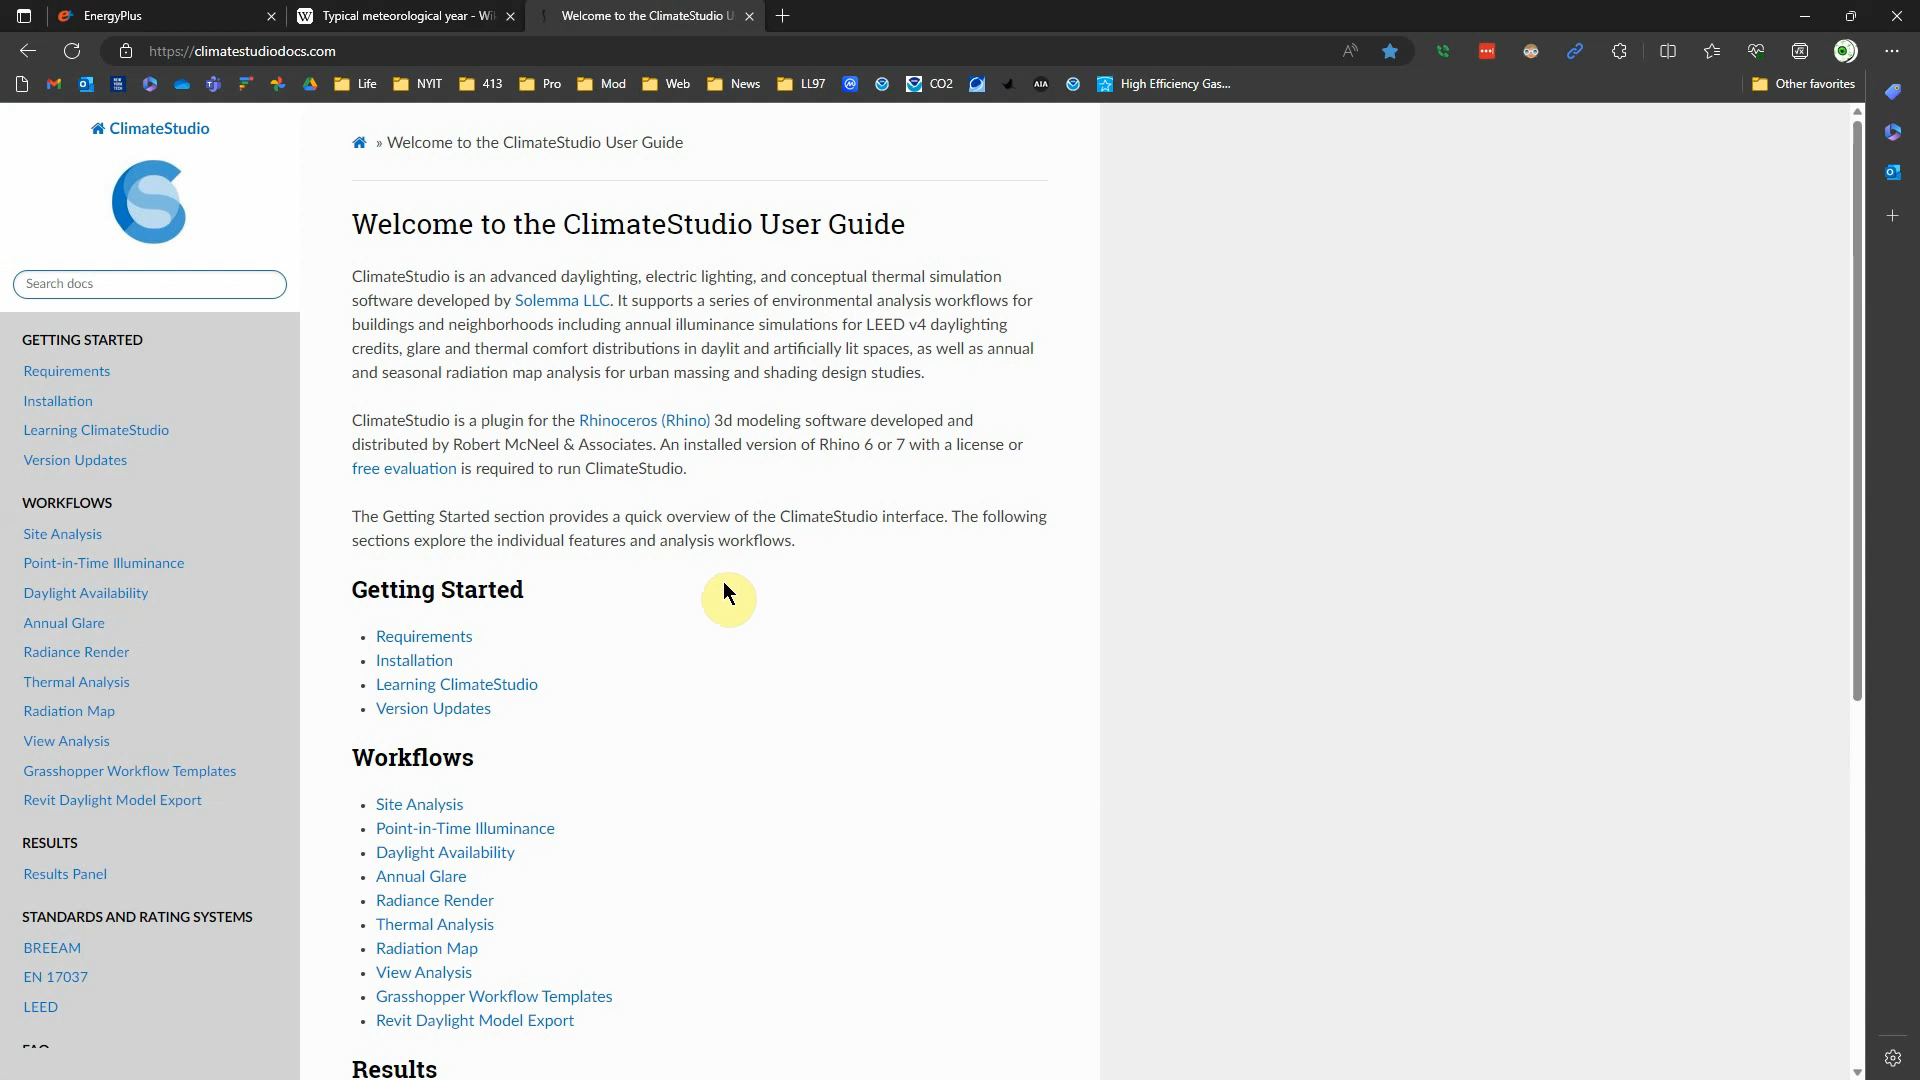 EnergyPlus
Typical meteorological year - Wi
Welcome to the ClimateStudio U
https://climatestudiodocs.com
Life
NYIT
413
Pro
Mod
Web
News
LL97
CO2
AIA
High Efficiency Gas...
Other favorites
ClimateStudio
Search docs
GETTING STARTED
Requirements
Installation
Learning ClimateStudio
Version Updates
WORKFLOWS
Site Analysis
Point-in-Time Illuminance
Daylight Availability
Annual Glare
Radiance Render
Thermal Analysis
Radiation Map
View Analysis
Grasshopper Workflow Templates
Revit Daylight Model Export
RESULTS
Results Panel
STANDARDS AND RATING SYSTEMS
BREEAM
EN 17037
LEED
FAQ
» Welcome to the ClimateStudio User Guide
Welcome to the ClimateStudio User Guide
ClimateStudio is an advanced daylighting, electric lighting, and conceptual thermal simulation
software developed by Solemma LLC. It supports a series of environmental analysis workflows for
buildings and neighborhoods including annual illuminance simulations for LEED v4 daylighting
credits, glare and thermal comfort distributions in daylit and artificially lit spaces, as well as annual
and seasonal radiation map analysis for urban massing and shading design studies.
ClimateStudio is a plugin for the Rhinoceros (Rhino) 3d modeling software developed and
distributed by Robert McNeel & Associates. An installed version of Rhino 6 or 7 with a license or
free evaluation is required to run ClimateStudio.
The Getting Started section provides a quick overview of the ClimateStudio interface. The following
sections explore the individual features and analysis workflows.
Getting Started
• Requirements
• Installation
• Learning ClimateStudio
• Version Updates
Workflows
• Site Analysis
• Point-in-Time Illuminance
• Daylight Availability
• Annual Glare
• Radiance Render
• Thermal Analysis
• Radiation Map
• View Analysis
• Grasshopper Workflow Templates
• Revit Daylight Model Export
Results